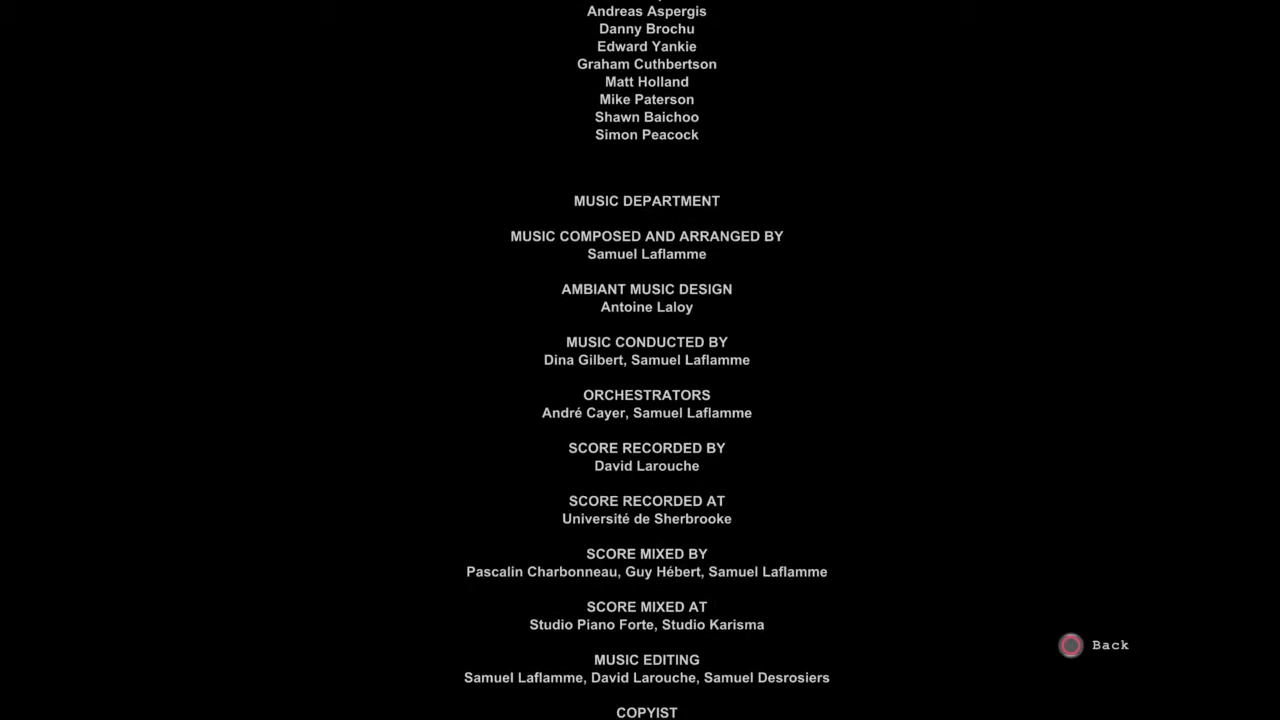 Andreas Aspergis
Danny Brochu
Edward Yankie
Graham Cuthbertson
Matt Holland
Mike Paterson
Shawn Baichoo
Simon Peacock
MUSIC DEPARTMENT
MUSIC COMPOSED AND ARRANGED BY
Samuel Laflamme
AMBIANT MUSIC DESIGN
Antoine Laloy
MUSIC CONDUCTED BY
Dina Gilbert, Samuel Laflamme
ORCHESTRATORS
André Cayer, Samuel Laflamme
SCORE RECORDED BY
David Larouche
SCORE RECORDED AT
Université de Sherbrooke
SCORE MIXED BY
Pascalin Charbonneau, Guy Hébert, Samuel Laflamme
SCORE MIXED AT
Studio Piano Forte, Studio Karisma
Back
MUSIC EDITING
Samuel Laflamme, David Larouche, Samuel Desrosiers
COPYIST